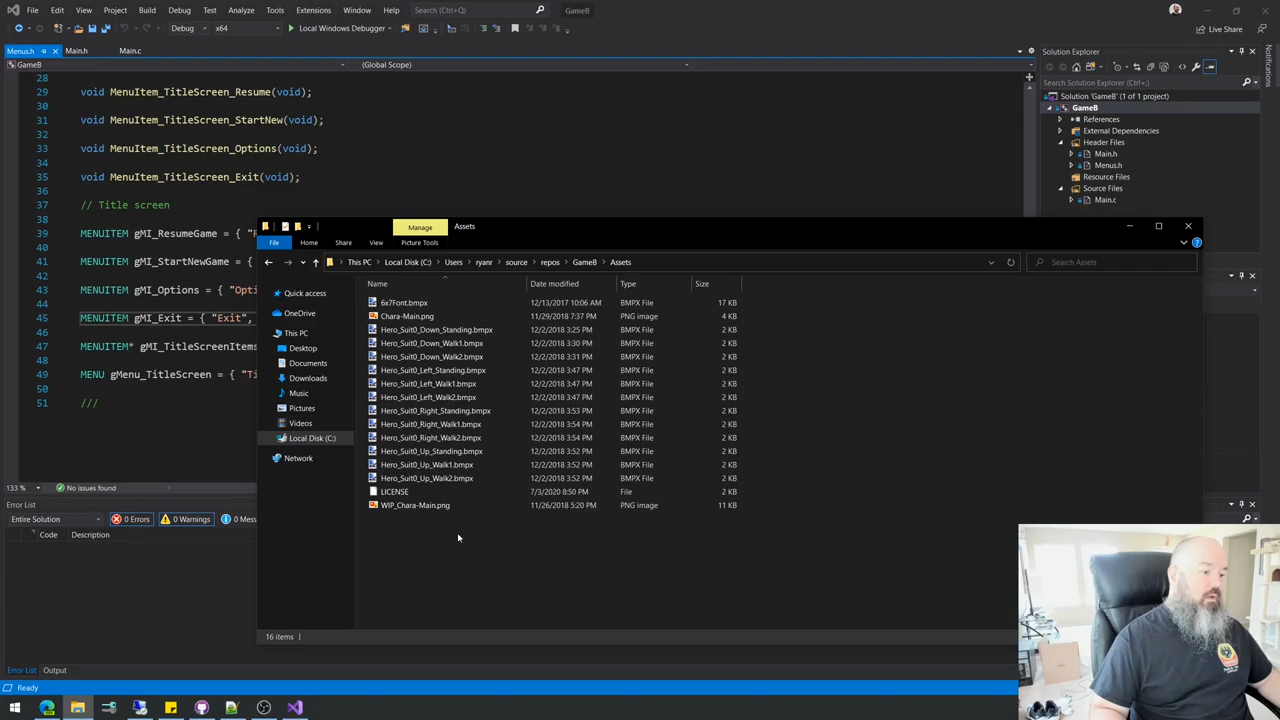 File Edit View Git Project Build Debug Test Analyze Tools Extensions Window Help Search (Ctrl+Q) GameB
Debug x64 Local Windows Debugger Live Share
Menus.h Main.h Main.c
GameB (Global Scope)
28
29 void MenuItem_TitleScreen_Resume(void);
30
31 void MenuItem_TitleScreen_StartNew(void);
32
33 void MenuItem_TitleScreen_Options(void);
34
35 void MenuItem_TitleScreen_Exit(void);
36
37 // Title screen
38
39 MENUITEM gMI_ResumeGame = { "R
40
41 MENUITEM gMI_StartNewGame = {
42
43 MENUITEM gMI_Options = { "Opti
44
45 MENUITEM gMI_Exit = { "Exit",
46
47 MENUITEM* gMI_TitleScreenItems
48
49 MENU gMenu_TitleScreen = { "Ti
50
51 ///
133 % No issues found
Error List
Entire Solution 0 Errors 0 Warnings 0 Mess
Code Description
Error List Output
Ready
Solution Explorer
Search Solution Explorer (Ctrl+;)
Solution 'GameB' (1 of 1 project)
GameB
References
External Dependencies
Header Files
Main.h
Menus.h
Resource Files
Source Files
Main.c
Notifications
Manage Assets
File Home Share View Picture Tools
This PC Local Disk (C:) Users ryanr source repos GameB Assets Search Assets
Quick access
OneDrive
This PC
Desktop
Documents
Downloads
Music
Pictures
Videos
Local Disk (C:)
Network
Name Date modified Type Size
6x7Font.bmpx 12/13/2017 10:06 AM BMPX File 17 KB
Chara-Main.png 11/29/2018 7:37 PM PNG image 4 KB
Hero_Suit0_Down_Standing.bmpx 12/2/2018 3:25 PM BMPX File 2 KB
Hero_Suit0_Down_Walk1.bmpx 12/2/2018 3:30 PM BMPX File 2 KB
Hero_Suit0_Down_Walk2.bmpx 12/2/2018 3:31 PM BMPX File 2 KB
Hero_Suit0_Left_Standing.bmpx 12/2/2018 3:47 PM BMPX File 2 KB
Hero_Suit0_Left_Walk1.bmpx 12/2/2018 3:47 PM BMPX File 2 KB
Hero_Suit0_Left_Walk2.bmpx 12/2/2018 3:47 PM BMPX File 2 KB
Hero_Suit0_Right_Standing.bmpx 12/2/2018 3:53 PM BMPX File 2 KB
Hero_Suit0_Right_Walk1.bmpx 12/2/2018 3:54 PM BMPX File 2 KB
Hero_Suit0_Right_Walk2.bmpx 12/2/2018 3:54 PM BMPX File 2 KB
Hero_Suit0_Up_Standing.bmpx 12/2/2018 3:52 PM BMPX File 2 KB
Hero_Suit0_Up_Walk1.bmpx 12/2/2018 3:52 PM BMPX File 2 KB
Hero_Suit0_Up_Walk2.bmpx 12/2/2018 3:52 PM BMPX File 2 KB
LICENSE 7/3/2020 8:50 PM File 2 KB
WIP_Chara-Main.png 11/26/2018 5:20 PM PNG image 11 KB
16 items